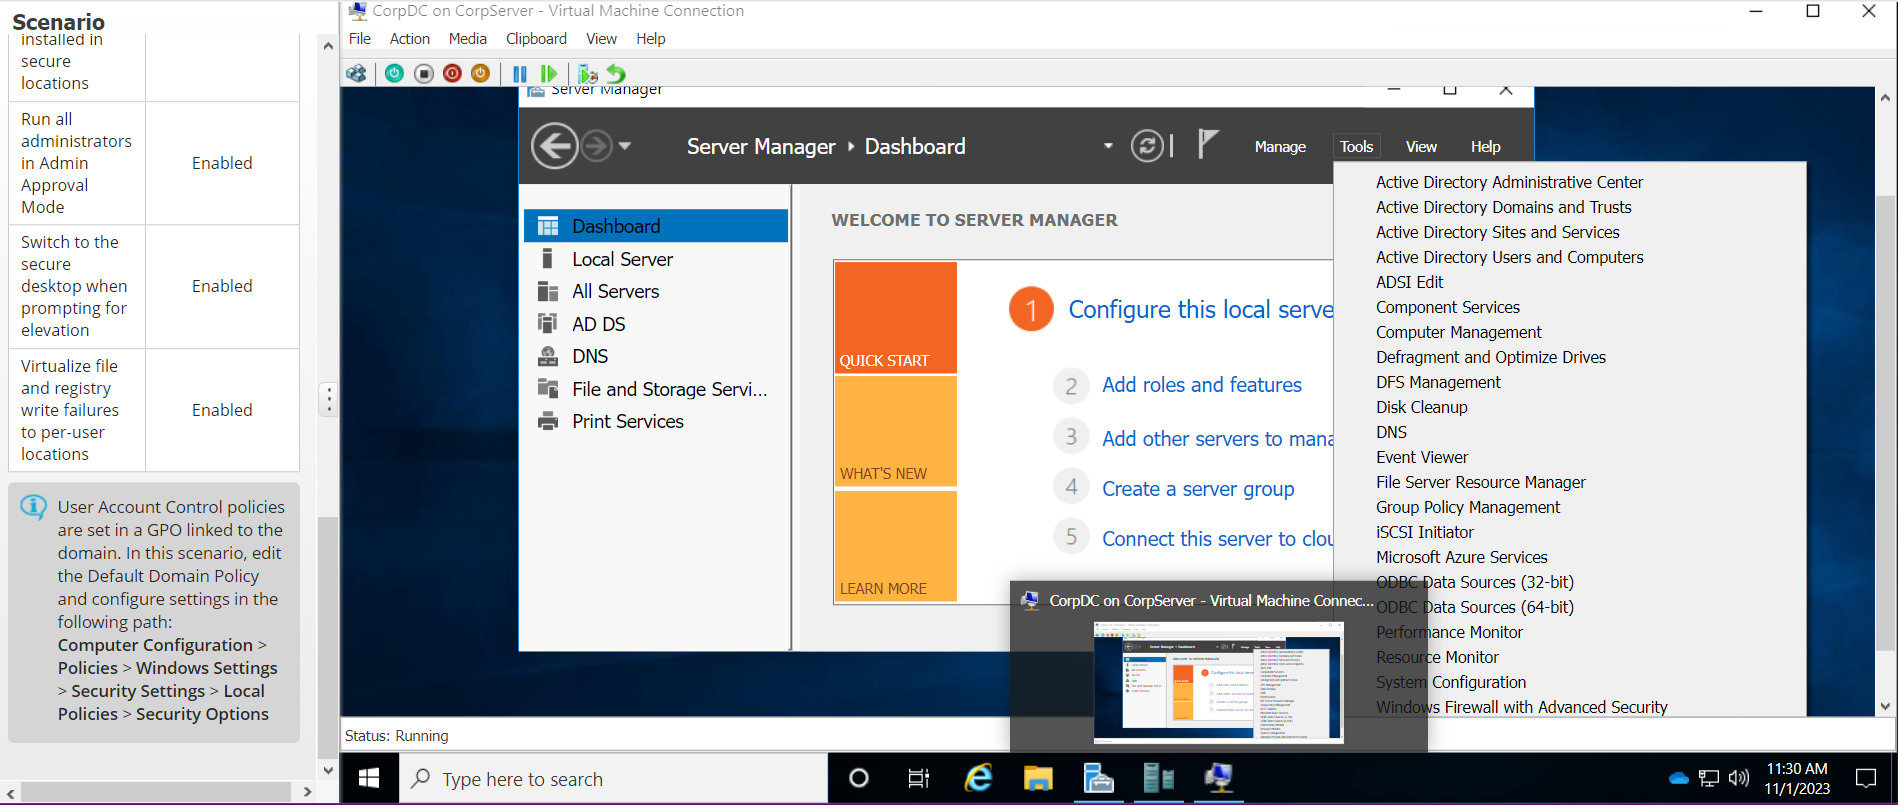 Scenario
installed in
secure
locations
Run all
administrators
in Admin
Approval
Mode
Enabled
Switch to the
secure
desktop when
prompting for
elevation
Enabled
Virtualize file
and registry
write failures
to per-user
locations
Enabled
User Account Control policies
are set in a GPO linked to the
domain. In this scenario, edit
the Default Domain Policy
and configure settings in the
following path:
Computer Configuration >
Policies > Windows Settings
> Security Settings > Local
Policies > Security Options
CorpDC on CorpServer - Virtual Machine Connection
File Action Media Clipboard View Help
Server Manager
Server Manager Dashboard
Manage Tools View Help
Dashboard
Local Server
All Servers
AD DS
DNS
File and Storage Servi...
Print Services
WELCOME TO SERVER MANAGER
QUICK START
WHAT'S NEW
LEARN MORE
1 Configure this local serve
2 Add roles and features
3 Add other servers to mana
4 Create a server group
5 Connect this server to clou
Active Directory Administrative Center
Active Directory Domains and Trusts
Active Directory Sites and Services
Active Directory Users and Computers
ADSI Edit
Component Services
Computer Management
Defragment and Optimize Drives
DFS Management
Disk Cleanup
DNS
Event Viewer
File Server Resource Manager
Group Policy Management
iSCSI Initiator
Microsoft Azure Services
ODBC Data Sources (32-bit)
ODBC Data Sources (64-bit)
Performance Monitor
Resource Monitor
System Configuration
Windows Firewall with Advanced Security
CorpDC on CorpServer - Virtual Machine Connec...
Status: Running
Type here to search
11:30 AM
11/1/2023